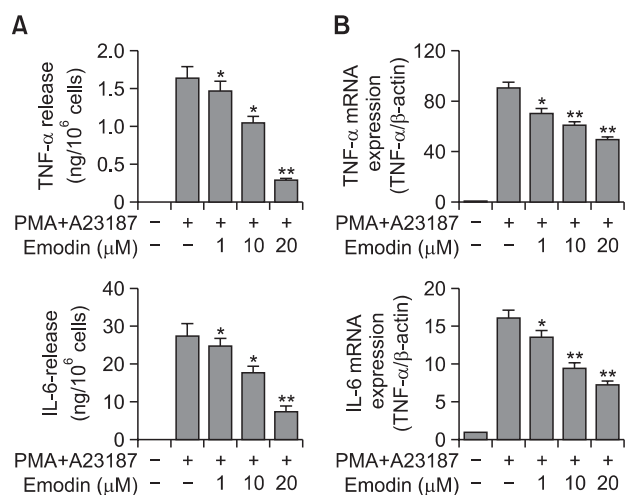 A
TNF-α release
(ng/10⁶ cells)
2.0
1.5
1.0
0.5
0
* * **
PMA+A23187 − + + + +
Emodin (μM) − − 1 10 20
B
TNF-α mRNA
expression
(TNF-α/β-actin)
120
80
40
0
* ** **
PMA+A23187 − + + + +
Emodin (μM) − − 1 10 20
IL-6-release
(ng/10⁶ cells)
40
30
20
10
0
* * **
PMA+A23187 − + + + +
Emodin (μM) − − 1 10 20
IL-6 mRNA
expression
(TNF-α/β-actin)
20
15
10
5
0
* ** **
PMA+A23187 − + + + +
Emodin (μM) − − 1 10 20